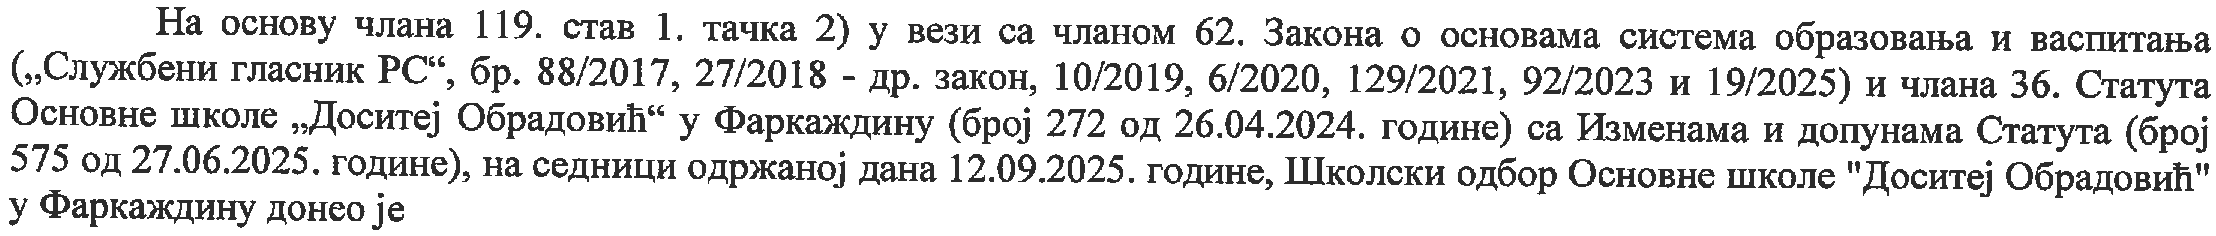 На основу члана 119. став 1. тачка 2) у вези са чланом 62. Закона о основама система образовања и васпитања
(„Службени гласник РС“, бр. 88/2017, 27/2018 - др. закон, 10/2019, 6/2020, 129/2021, 92/2023 и 19/2025) и члана 36. Статута
Основне школе „Доситеј Обрадовић“ у Фаркаждину (број 272 од 26.04.2024. године) са Изменама и допунама Статута (број
575 од 27.06.2025. године), на седници одржаној дана 12.09.2025. године, Школски одбор Основне школе "Доситеј Обрадовић"
у Фаркаждину донео је